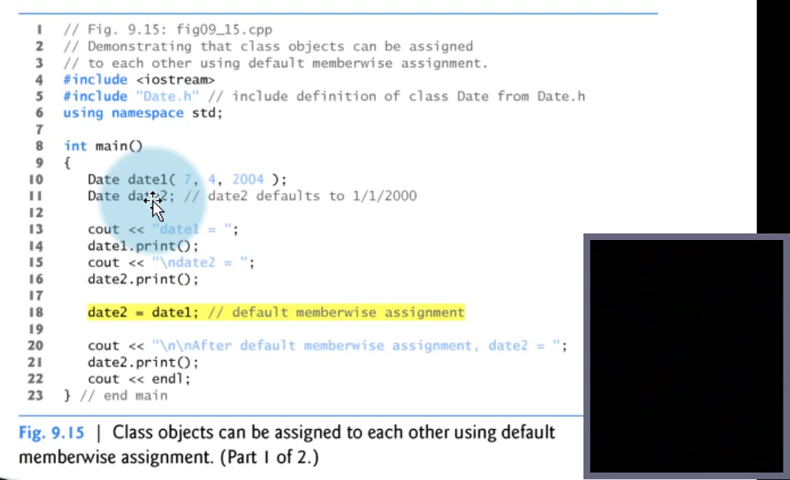 1 // Fig. 9.15: fig09_15.cpp
2 // Demonstrating that class objects can be assigned
3 // to each other using default memberwise assignment.
4 #include <iostream>
5 #include "Date.h" // include definition of class Date from Date.h
6 using namespace std;
7
8 int main()
9 {
10 Date date1( 7, 4, 2004 );
11 Date date2; // date2 defaults to 1/1/2000
12
13 cout << "date1 = ";
14 date1.print();
15 cout << "\ndate2 = ";
16 date2.print();
17
18 date2 = date1; // default memberwise assignment
19
20 cout << "\n\nAfter default memberwise assignment, date2 = ";
21 date2.print();
22 cout << endl;
23 } // end main
Fig. 9.15 | Class objects can be assigned to each other using default
memberwise assignment. (Part 1 of 2.)